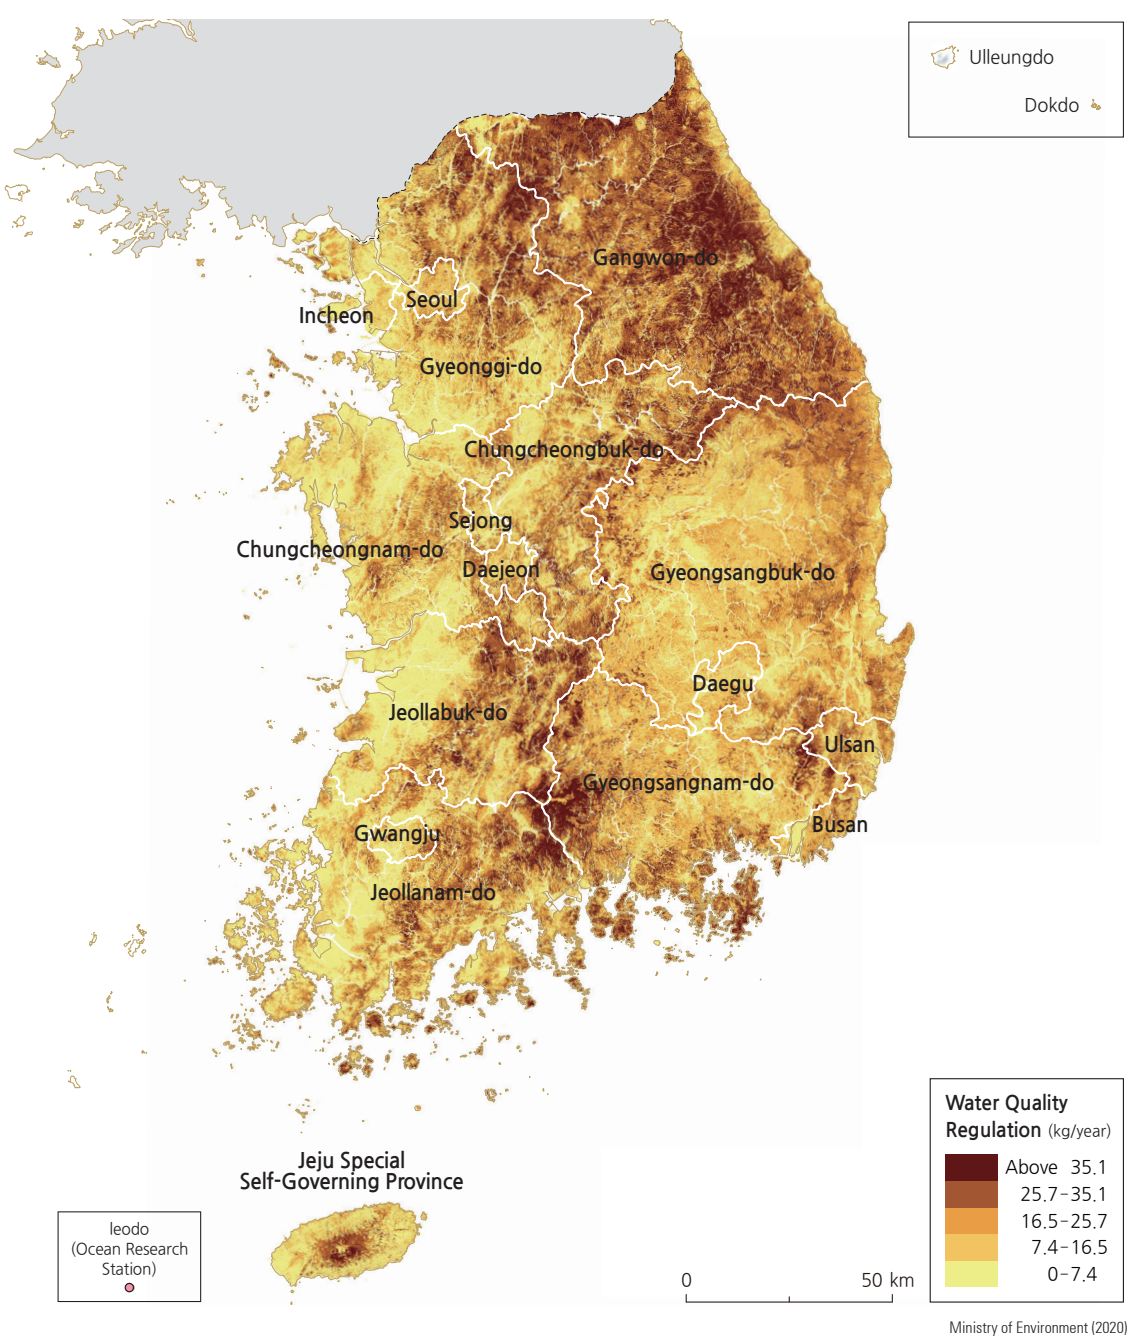 Ulleungdo
Dokdo
Gangwon-do
Seoul
Incheon
Gyeonggi-do
Chungcheongbuk-do
Sejong
Chungcheongnam-do
Daejeon
Gyeongsangbuk-do
Daegu
Jeollabuk-do
Ulsan
Gyeongsangnam-do
Busan
Gwangju
Jeollanam-do
Jeju Special
Self-Governing Province
Ieodo
(Ocean Research
Station)
0 50 km
Water Quality
Regulation (kg/year)
Above 35.1
25.7–35.1
16.5–25.7
7.4–16.5
0–7.4
Ministry of Environment (2020)